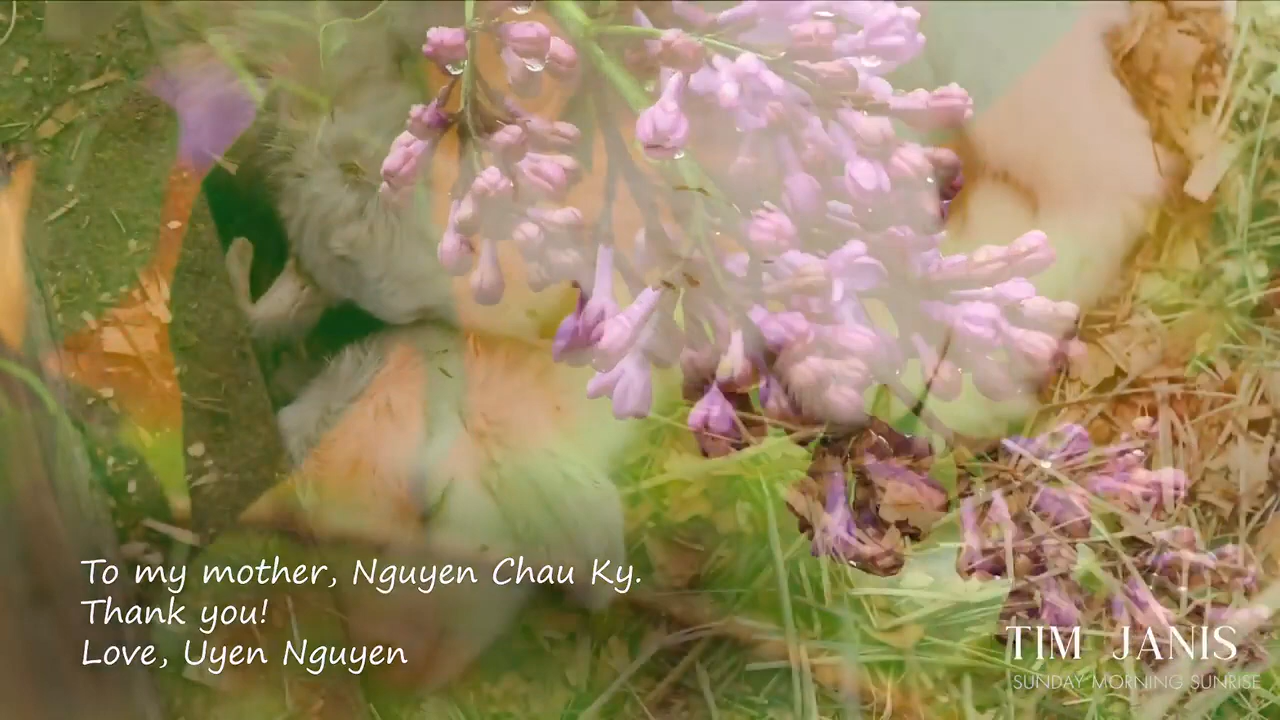 To my mother, Nguyen Chau Ky.
Thank you!
Love, Uyen Nguyen
TIM JANIS
SUNDAY MORNING SUNRISE